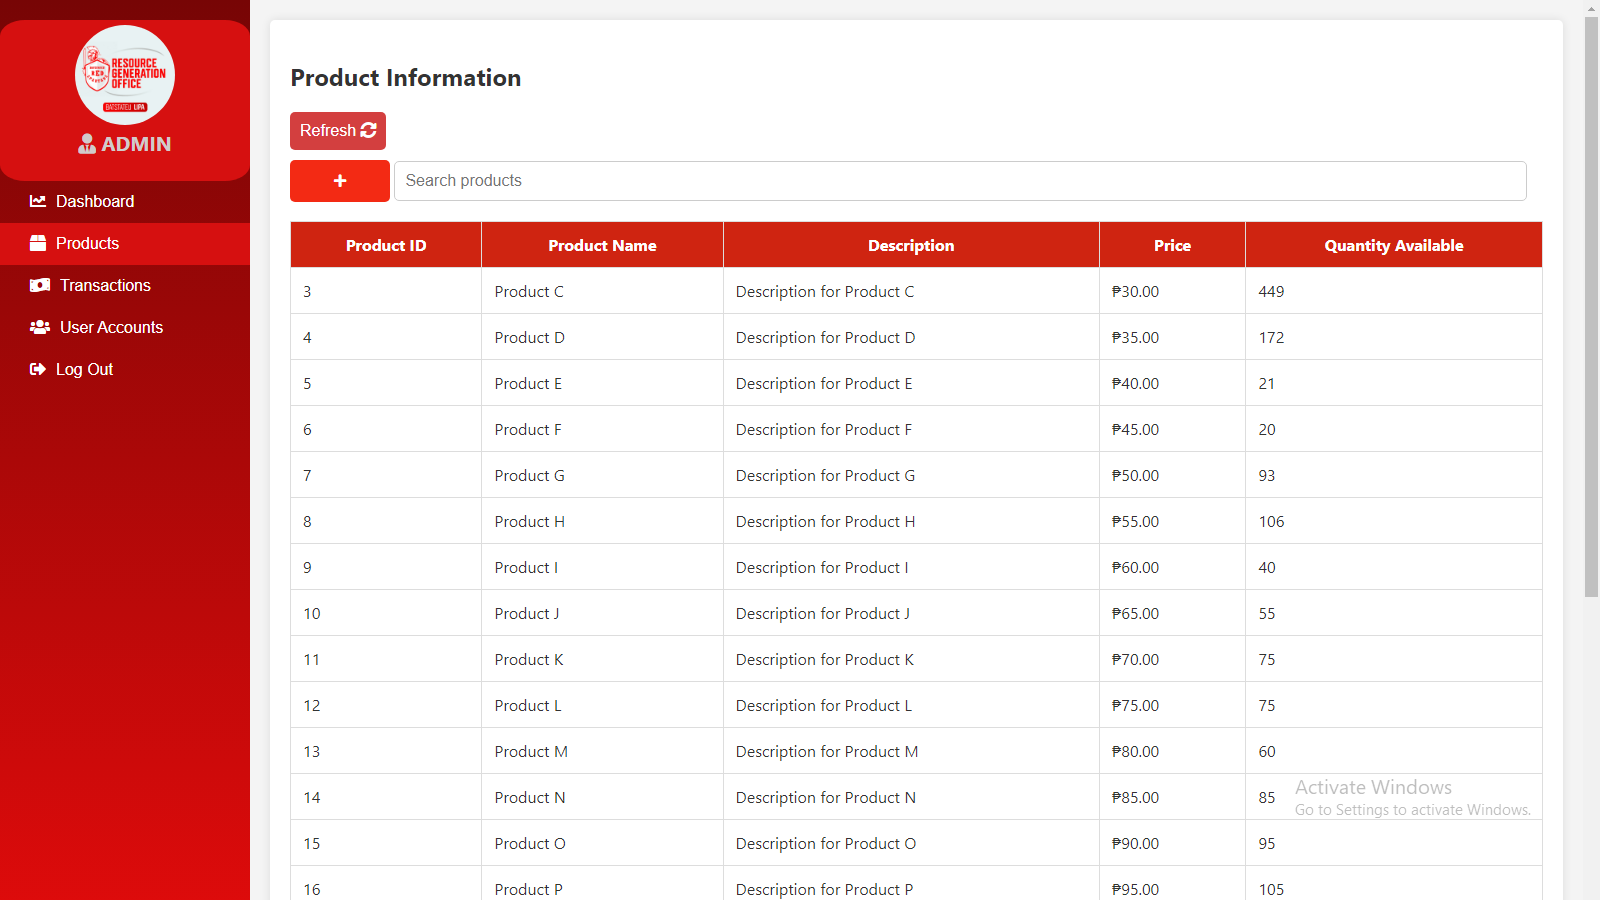 RESOURCE
GENERATION
OFFICE
BATSTATEU LIPA
ADMIN
Dashboard
Products
Transactions
User Accounts
Log Out
Product Information
Refresh
+
Search products
Product ID Product Name Description Price Quantity Available
3 Product C Description for Product C ₱30.00 449
4 Product D Description for Product D ₱35.00 172
5 Product E Description for Product E ₱40.00 21
6 Product F Description for Product F ₱45.00 20
7 Product G Description for Product G ₱50.00 93
8 Product H Description for Product H ₱55.00 106
9 Product I Description for Product I ₱60.00 40
10 Product J Description for Product J ₱65.00 55
11 Product K Description for Product K ₱70.00 75
12 Product L Description for Product L ₱75.00 75
13 Product M Description for Product M ₱80.00 60
14 Product N Description for Product N ₱85.00 85
15 Product O Description for Product O ₱90.00 95
16 Product P Description for Product P ₱95.00 105
Activate Windows
Go to Settings to activate Windows.